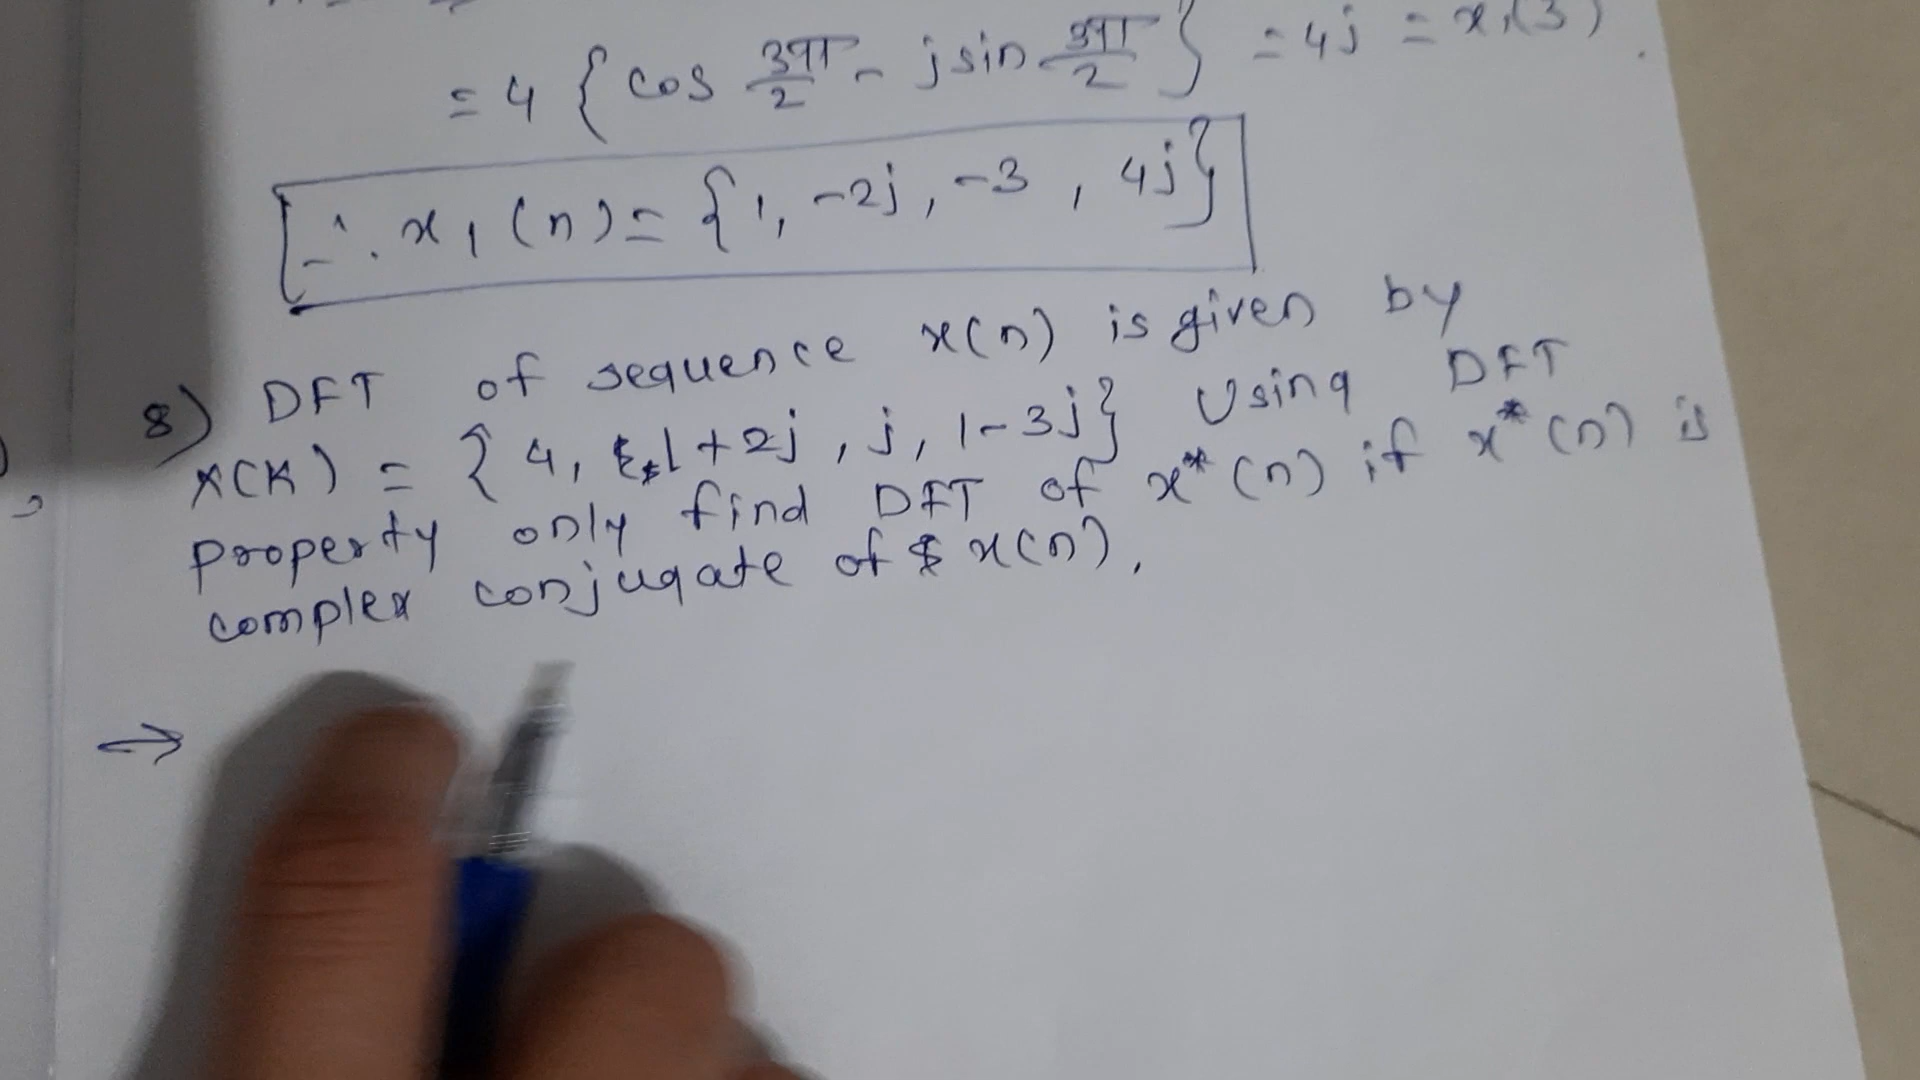 = 4 { cos 3π/2 - j sin 3π/2 } = 4j = x₁(3)
∴ x₁(n) = {1, -2j, -3, 4j}
8) DFT of sequence x(n) is given by
X(K) = {4, 1+2j, j, 1-3j} Using DFT
property only find DFT of x*(n) if x*(n) is
complex conjugate of x(n).
⇒